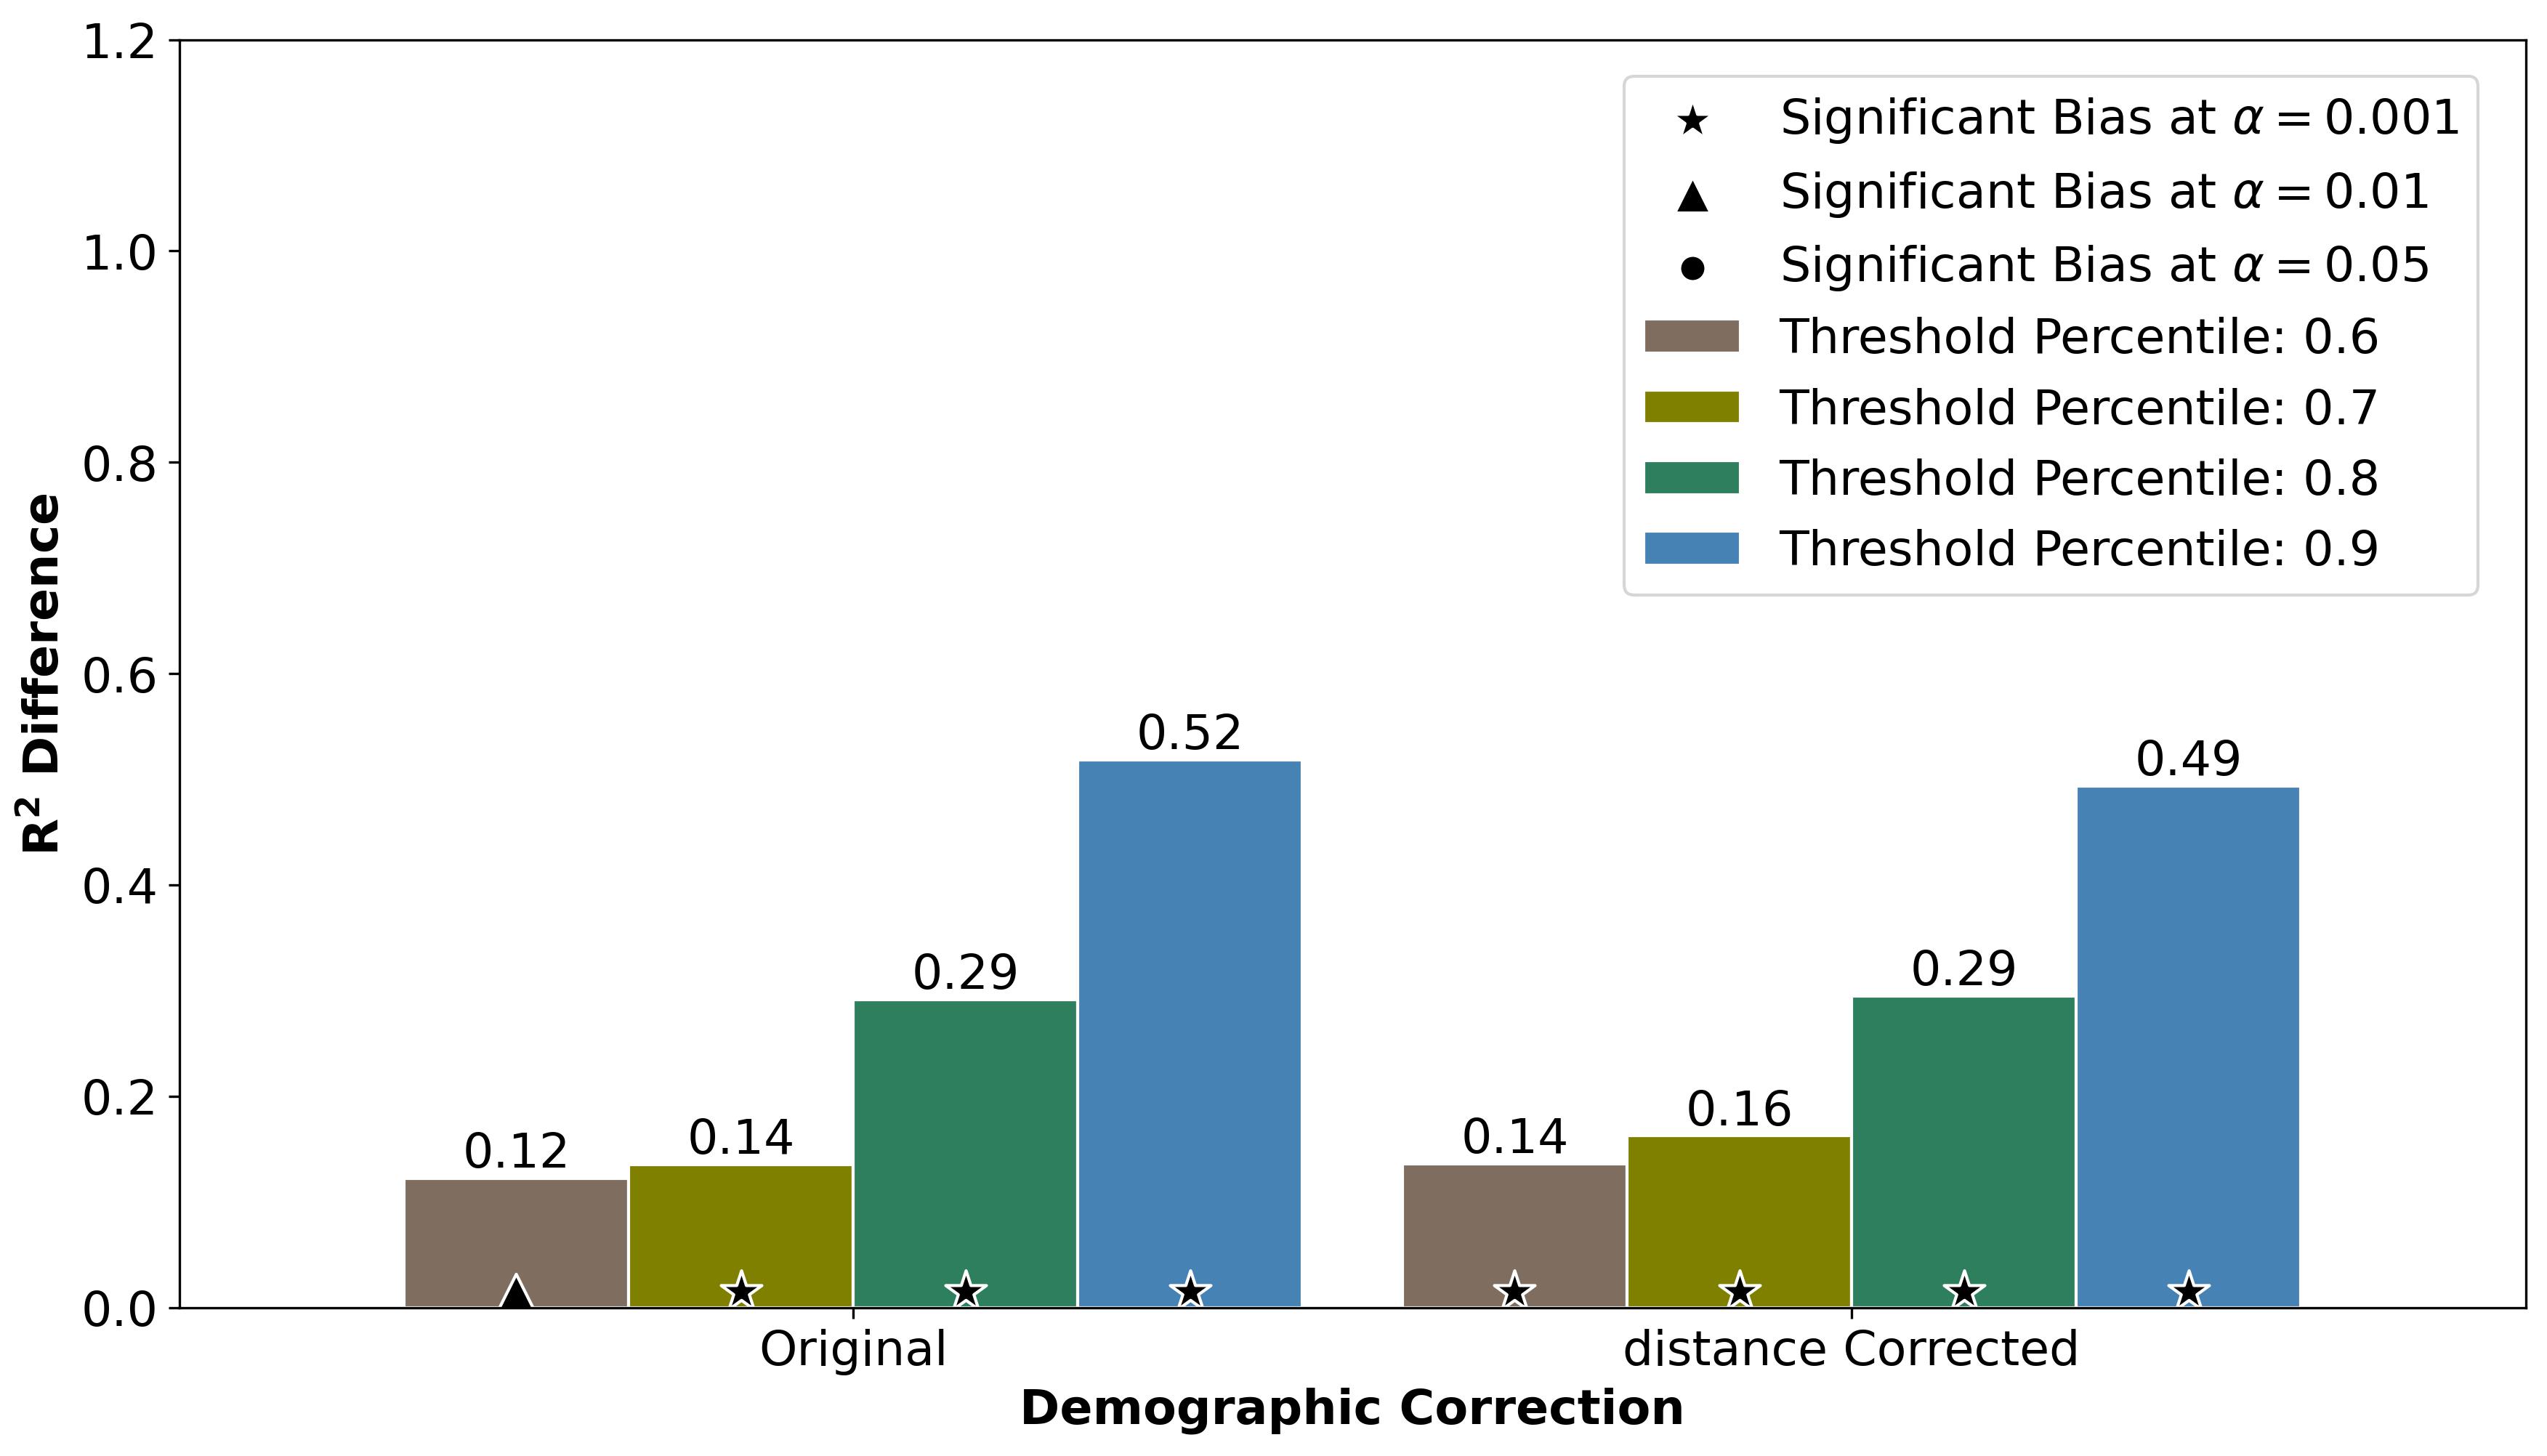 1.2
1.0
0.8
0.6
0.4
0.2
0.0
R² Difference
Significant Bias at α = 0.001
Significant Bias at α = 0.01
Significant Bias at α = 0.05
Threshold Percentile: 0.6
Threshold Percentile: 0.7
Threshold Percentile: 0.8
Threshold Percentile: 0.9
0.12
0.14
0.29
0.52
0.14
0.16
0.29
0.49
Original
distance Corrected
Demographic Correction